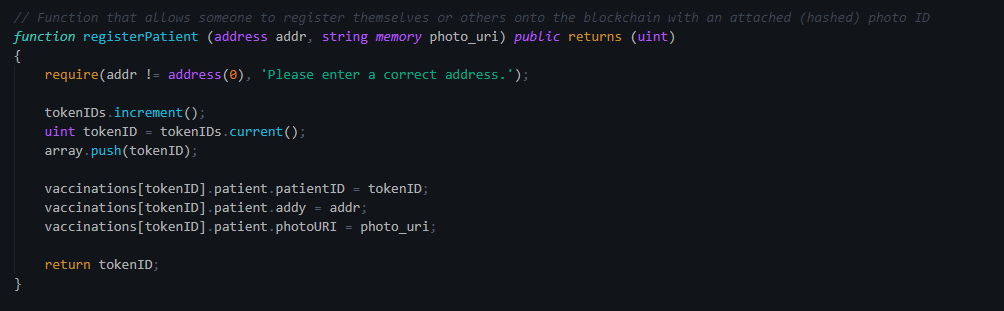 // Function that allows someone to register themselves or others onto the blockchain with an attached (hashed) photo ID
function registerPatient (address addr, string memory photo_uri) public returns (uint)
{
require(addr != address(0), 'Please enter a correct address.');
tokenIDs.increment();
uint tokenID = tokenIDs.current();
array.push(tokenID);
vaccinations[tokenID].patient.patientID = tokenID;
vaccinations[tokenID].patient.addy = addr;
vaccinations[tokenID].patient.photoURI = photo_uri;
return tokenID;
}